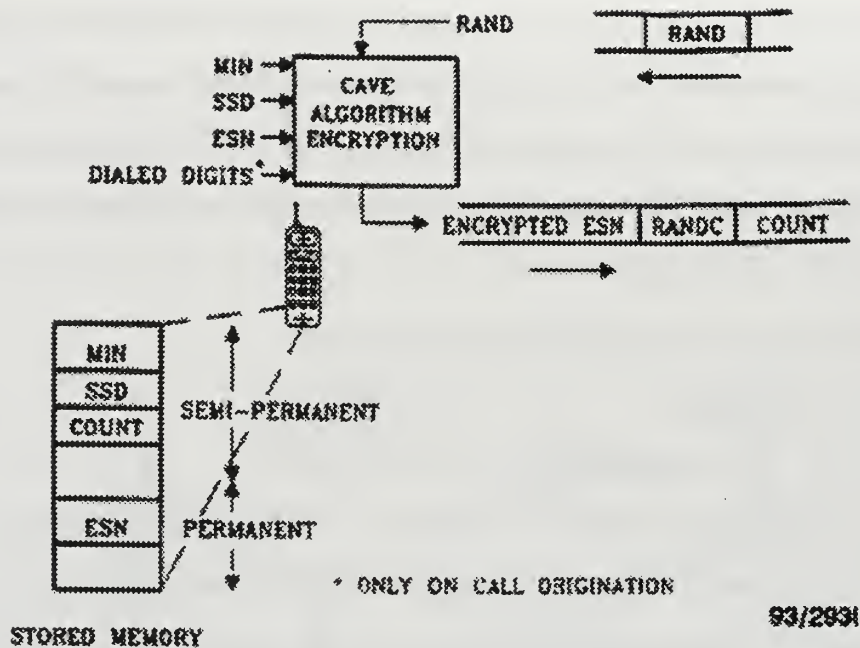 RAND
RAND
MIN
SSD
ESN
DIALED DIGITS*
CAVE
ALGORITHM
ENCRYPTION
ENCRYPTED ESN RANDC COUNT
MIN
SSD
COUNT
SEMI-PERMANENT
ESN
PERMANENT
* ONLY ON CALL ORIGINATION
STORED MEMORY